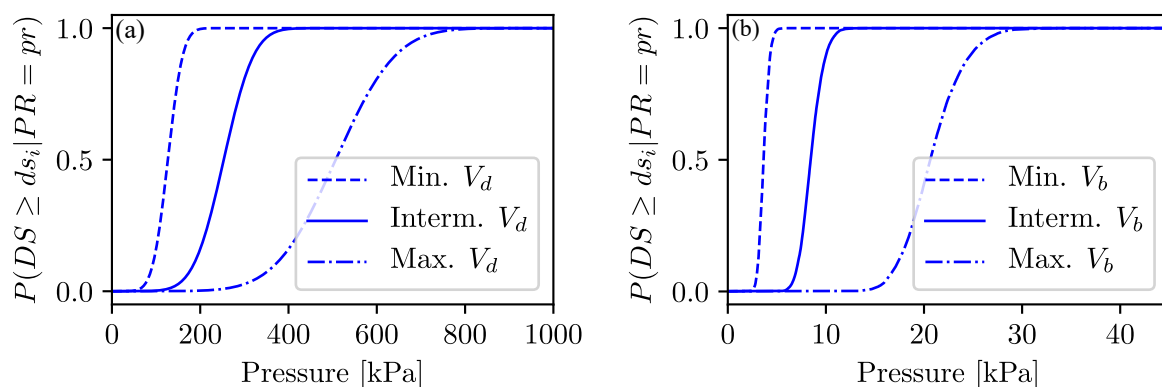 (a)
P(DS ≥ ds_i|PR = pr)
1.0
0.5
0.0
Min. V_d
Interm. V_d
Max. V_d
0 200 400 600 800 1000
Pressure [kPa]
(b)
P(DS ≥ ds_i|PR = pr)
1.0
0.5
0.0
Min. V_b
Interm. V_b
Max. V_b
0 10 20 30 40
Pressure [kPa]